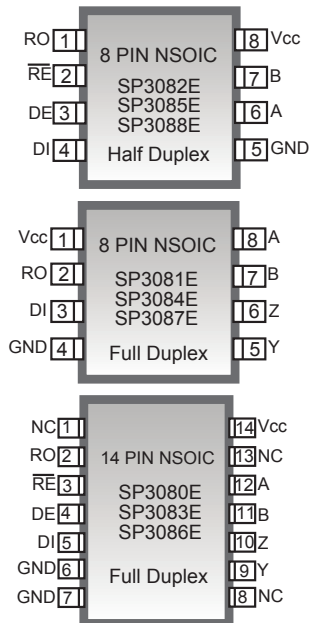 RO 1 8 Vcc
8 PIN NSOIC
RE 2 7 B
SP3082E
DE 3 SP3085E 6 A
SP3088E
DI 4 Half Duplex 5 GND
Vcc 1 8 A
8 PIN NSOIC
RO 2 7 B
SP3081E
DI 3 SP3084E 6 Z
SP3087E
GND 4 Full Duplex 5 Y
NC 1 14 Vcc
RO 2 13 NC
14 PIN NSOIC
RE 3 12 A
SP3080E
DE 4 SP3083E 11 B
DI 5 SP3086E 10 Z
GND 6 Full Duplex 9 Y
GND 7 8 NC